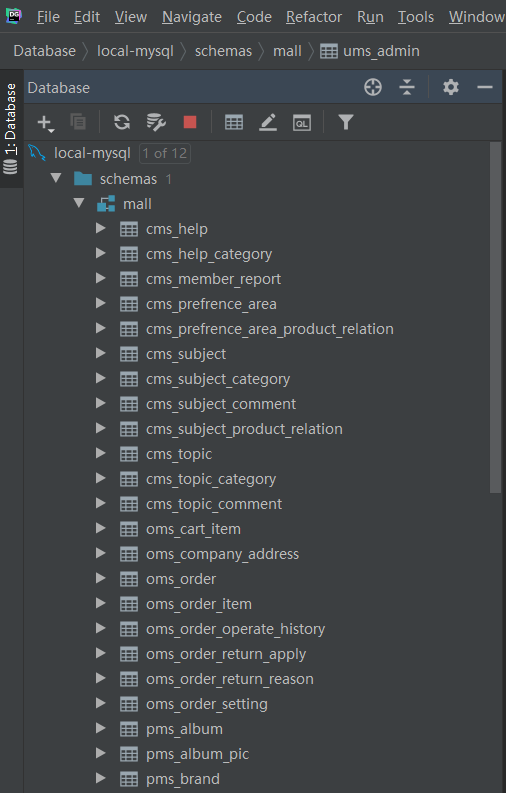 DG File Edit View Navigate Code Refactor Run Tools Window
Database local-mysql schemas mall ums_admin
1: Database
Database
QL
local-mysql 1 of 12
schemas 1
mall
cms_help
cms_help_category
cms_member_report
cms_prefrence_area
cms_prefrence_area_product_relation
cms_subject
cms_subject_category
cms_subject_comment
cms_subject_product_relation
cms_topic
cms_topic_category
cms_topic_comment
oms_cart_item
oms_company_address
oms_order
oms_order_item
oms_order_operate_history
oms_order_return_apply
oms_order_return_reason
oms_order_setting
pms_album
pms_album_pic
pms_brand